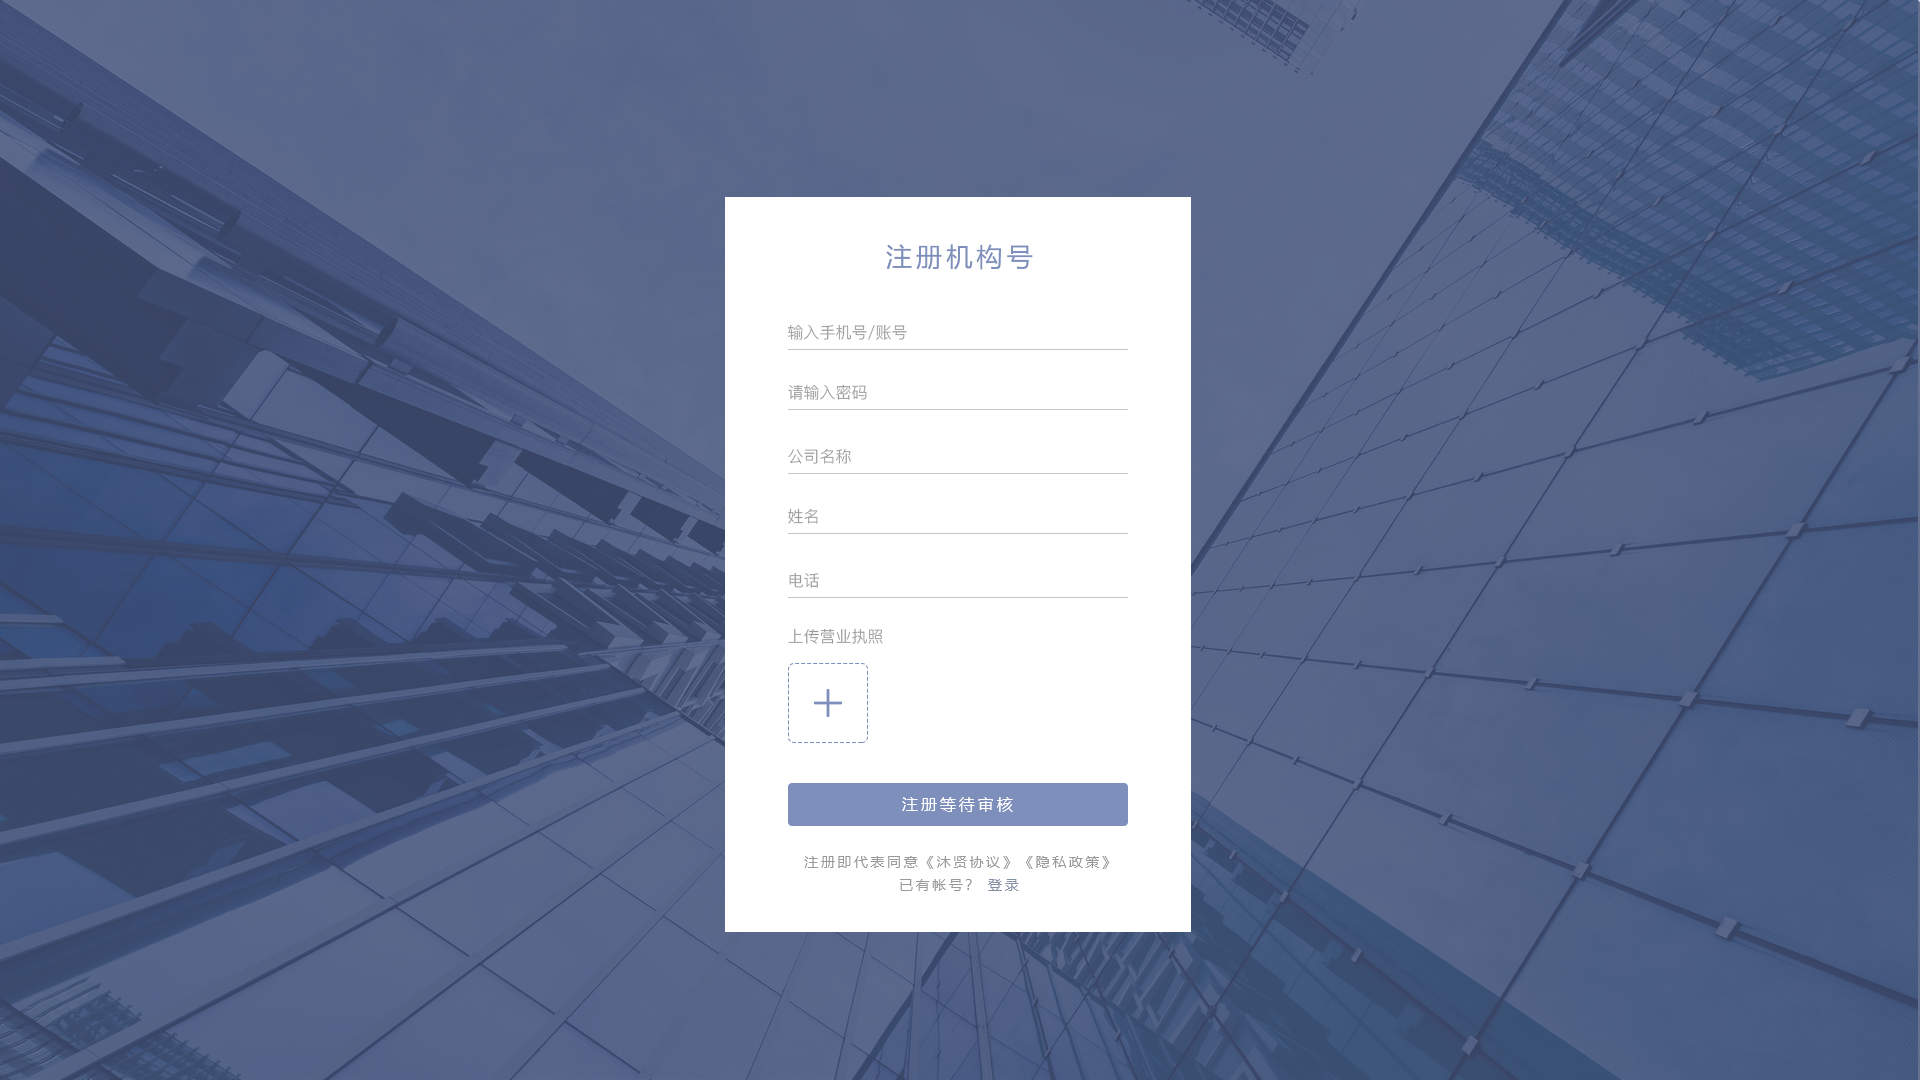 注册机构号
输入手机号/账号
请输入密码
公司名称
姓名
电话
上传营业执照
注册等待审核
注册即代表同意《沐贤协议》《隐私政策》
已有帐号？ 登录